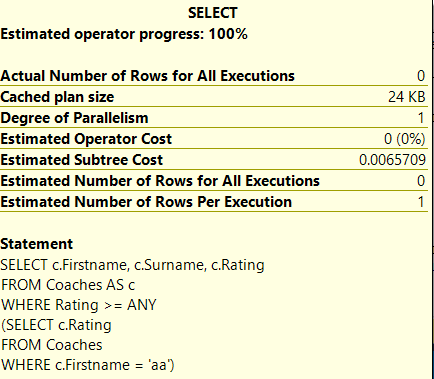 SELECT
Estimated operator progress: 100%
Actual Number of Rows for All Executions 0
Cached plan size 24 KB
Degree of Parallelism 1
Estimated Operator Cost 0 (0%)
Estimated Subtree Cost 0.0065709
Estimated Number of Rows for All Executions 0
Estimated Number of Rows Per Execution 1
Statement
SELECT c.Firstname, c.Surname, c.Rating
FROM Coaches AS c
WHERE Rating >= ANY
(SELECT c.Rating
FROM Coaches
WHERE c.Firstname = 'aa')